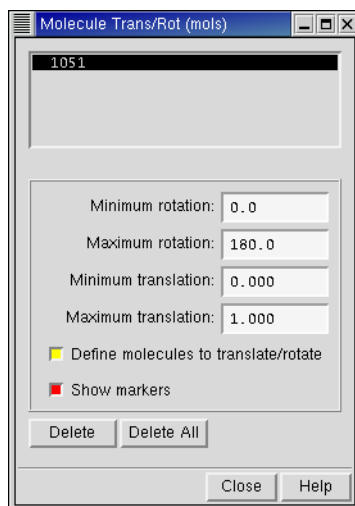 Molecule Trans/Rot (mols)
1051
Minimum rotation: 0.0
Maximum rotation: 180.0
Minimum translation: 0.000
Maximum translation: 1.000
Define molecules to translate/rotate
Show markers
Delete Delete All
Close Help